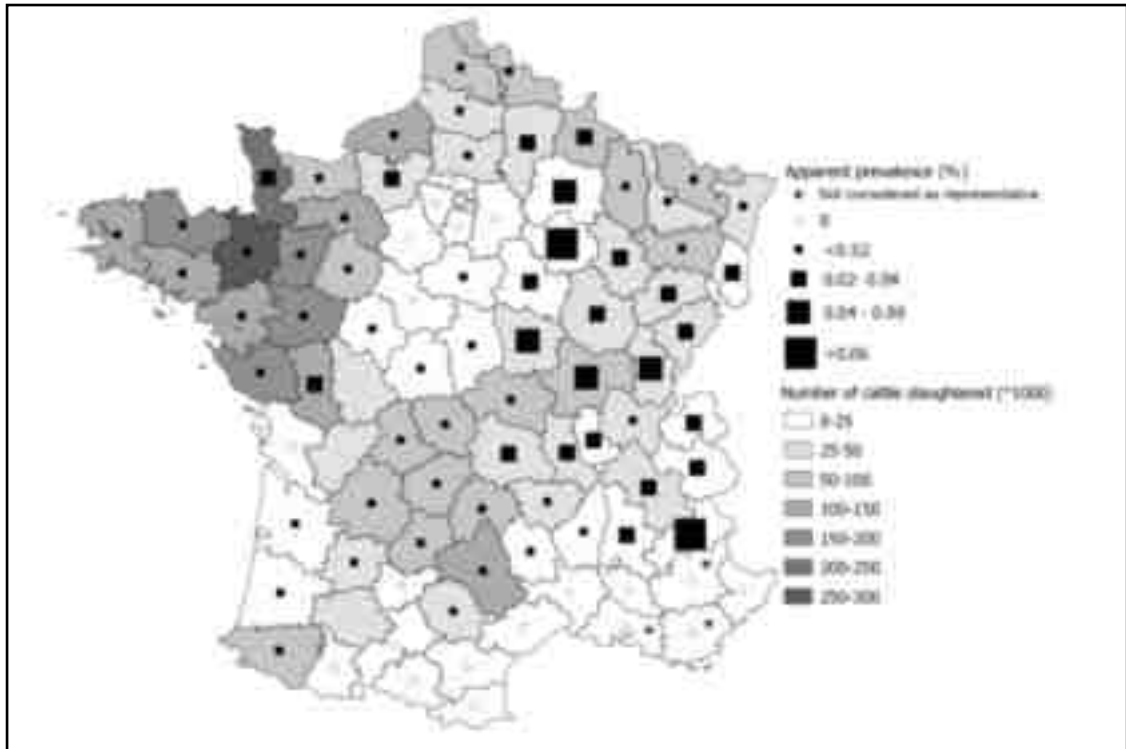 Apparent prevalence (%)
Not considered as representative
0
<0.02
0.02 -0.04
0.04 - 0.06
>0.06
Number of cattle slaughtered (*1000)
0-25
25-50
50-100
100-150
150-200
200-250
250-300